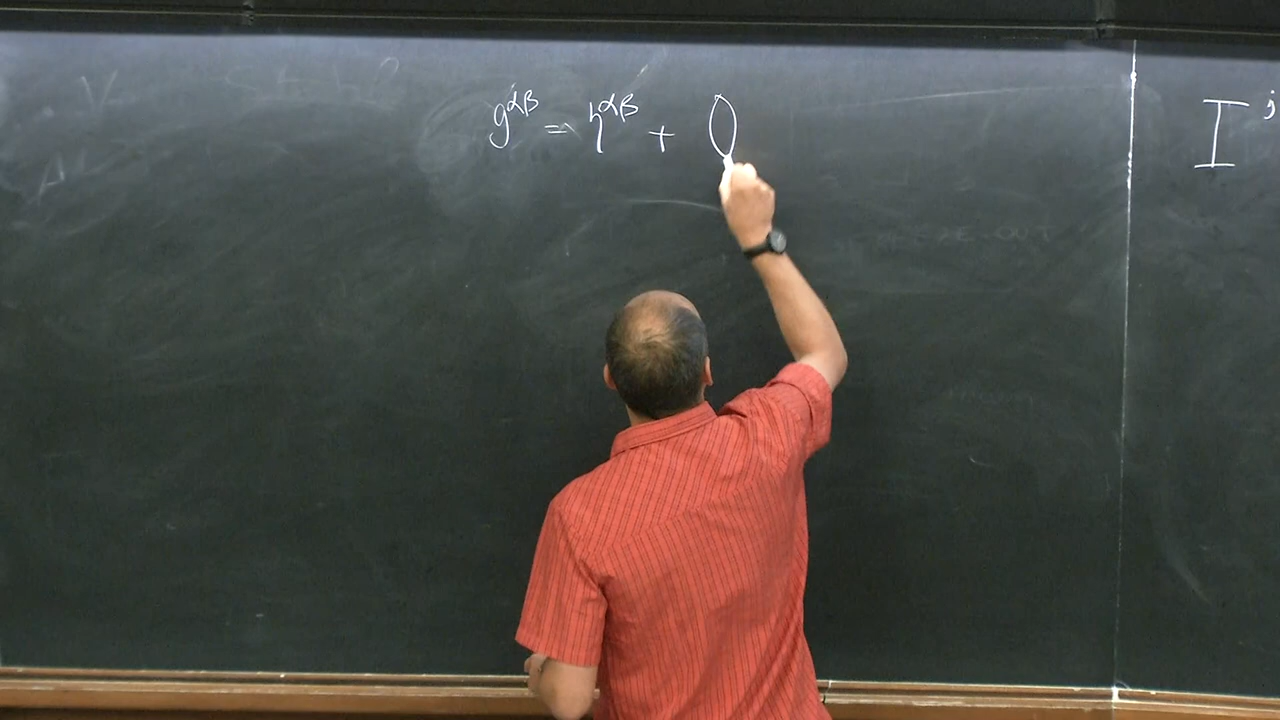 g^{αβ} = η^{αβ} + O
I^j